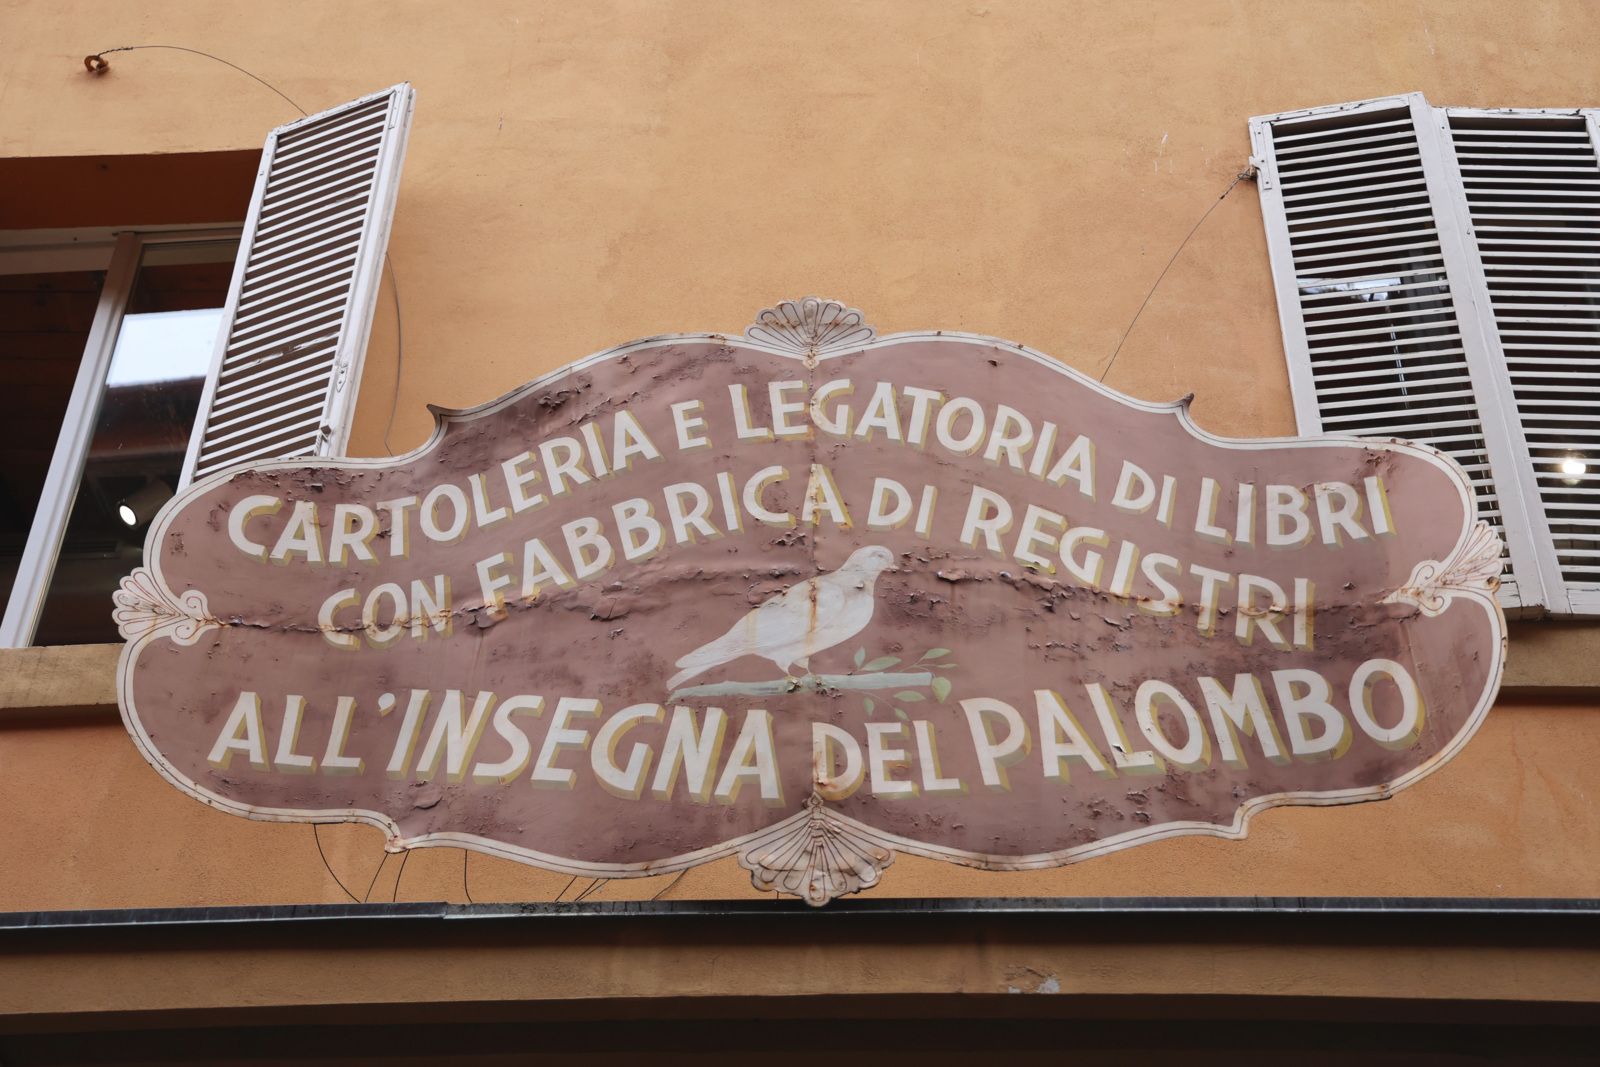 CARTOLERIA E LEGATORIA DI LIBRI
CON FABBRICA DI REGISTRI
ALL'INSEGNA DEL PALOMBO